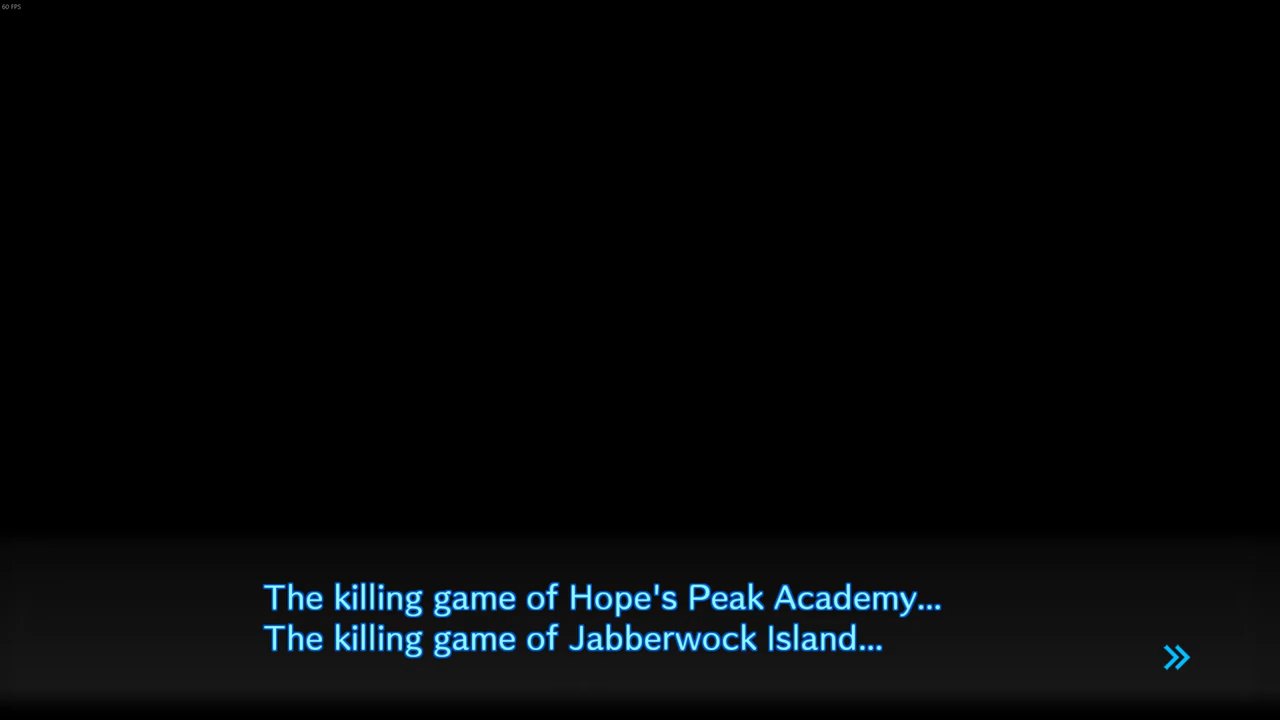 60 FPS
The killing game of Hope's Peak Academy...
The killing game of Jabberwock Island...